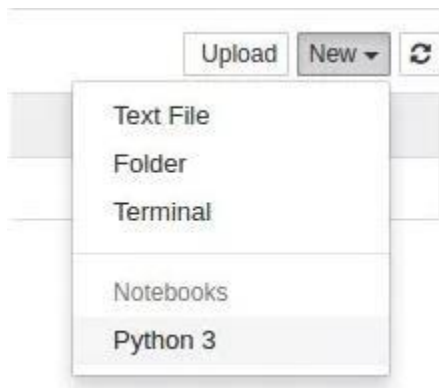 Upload New
Text File
Folder
Terminal
Notebooks
Python 3